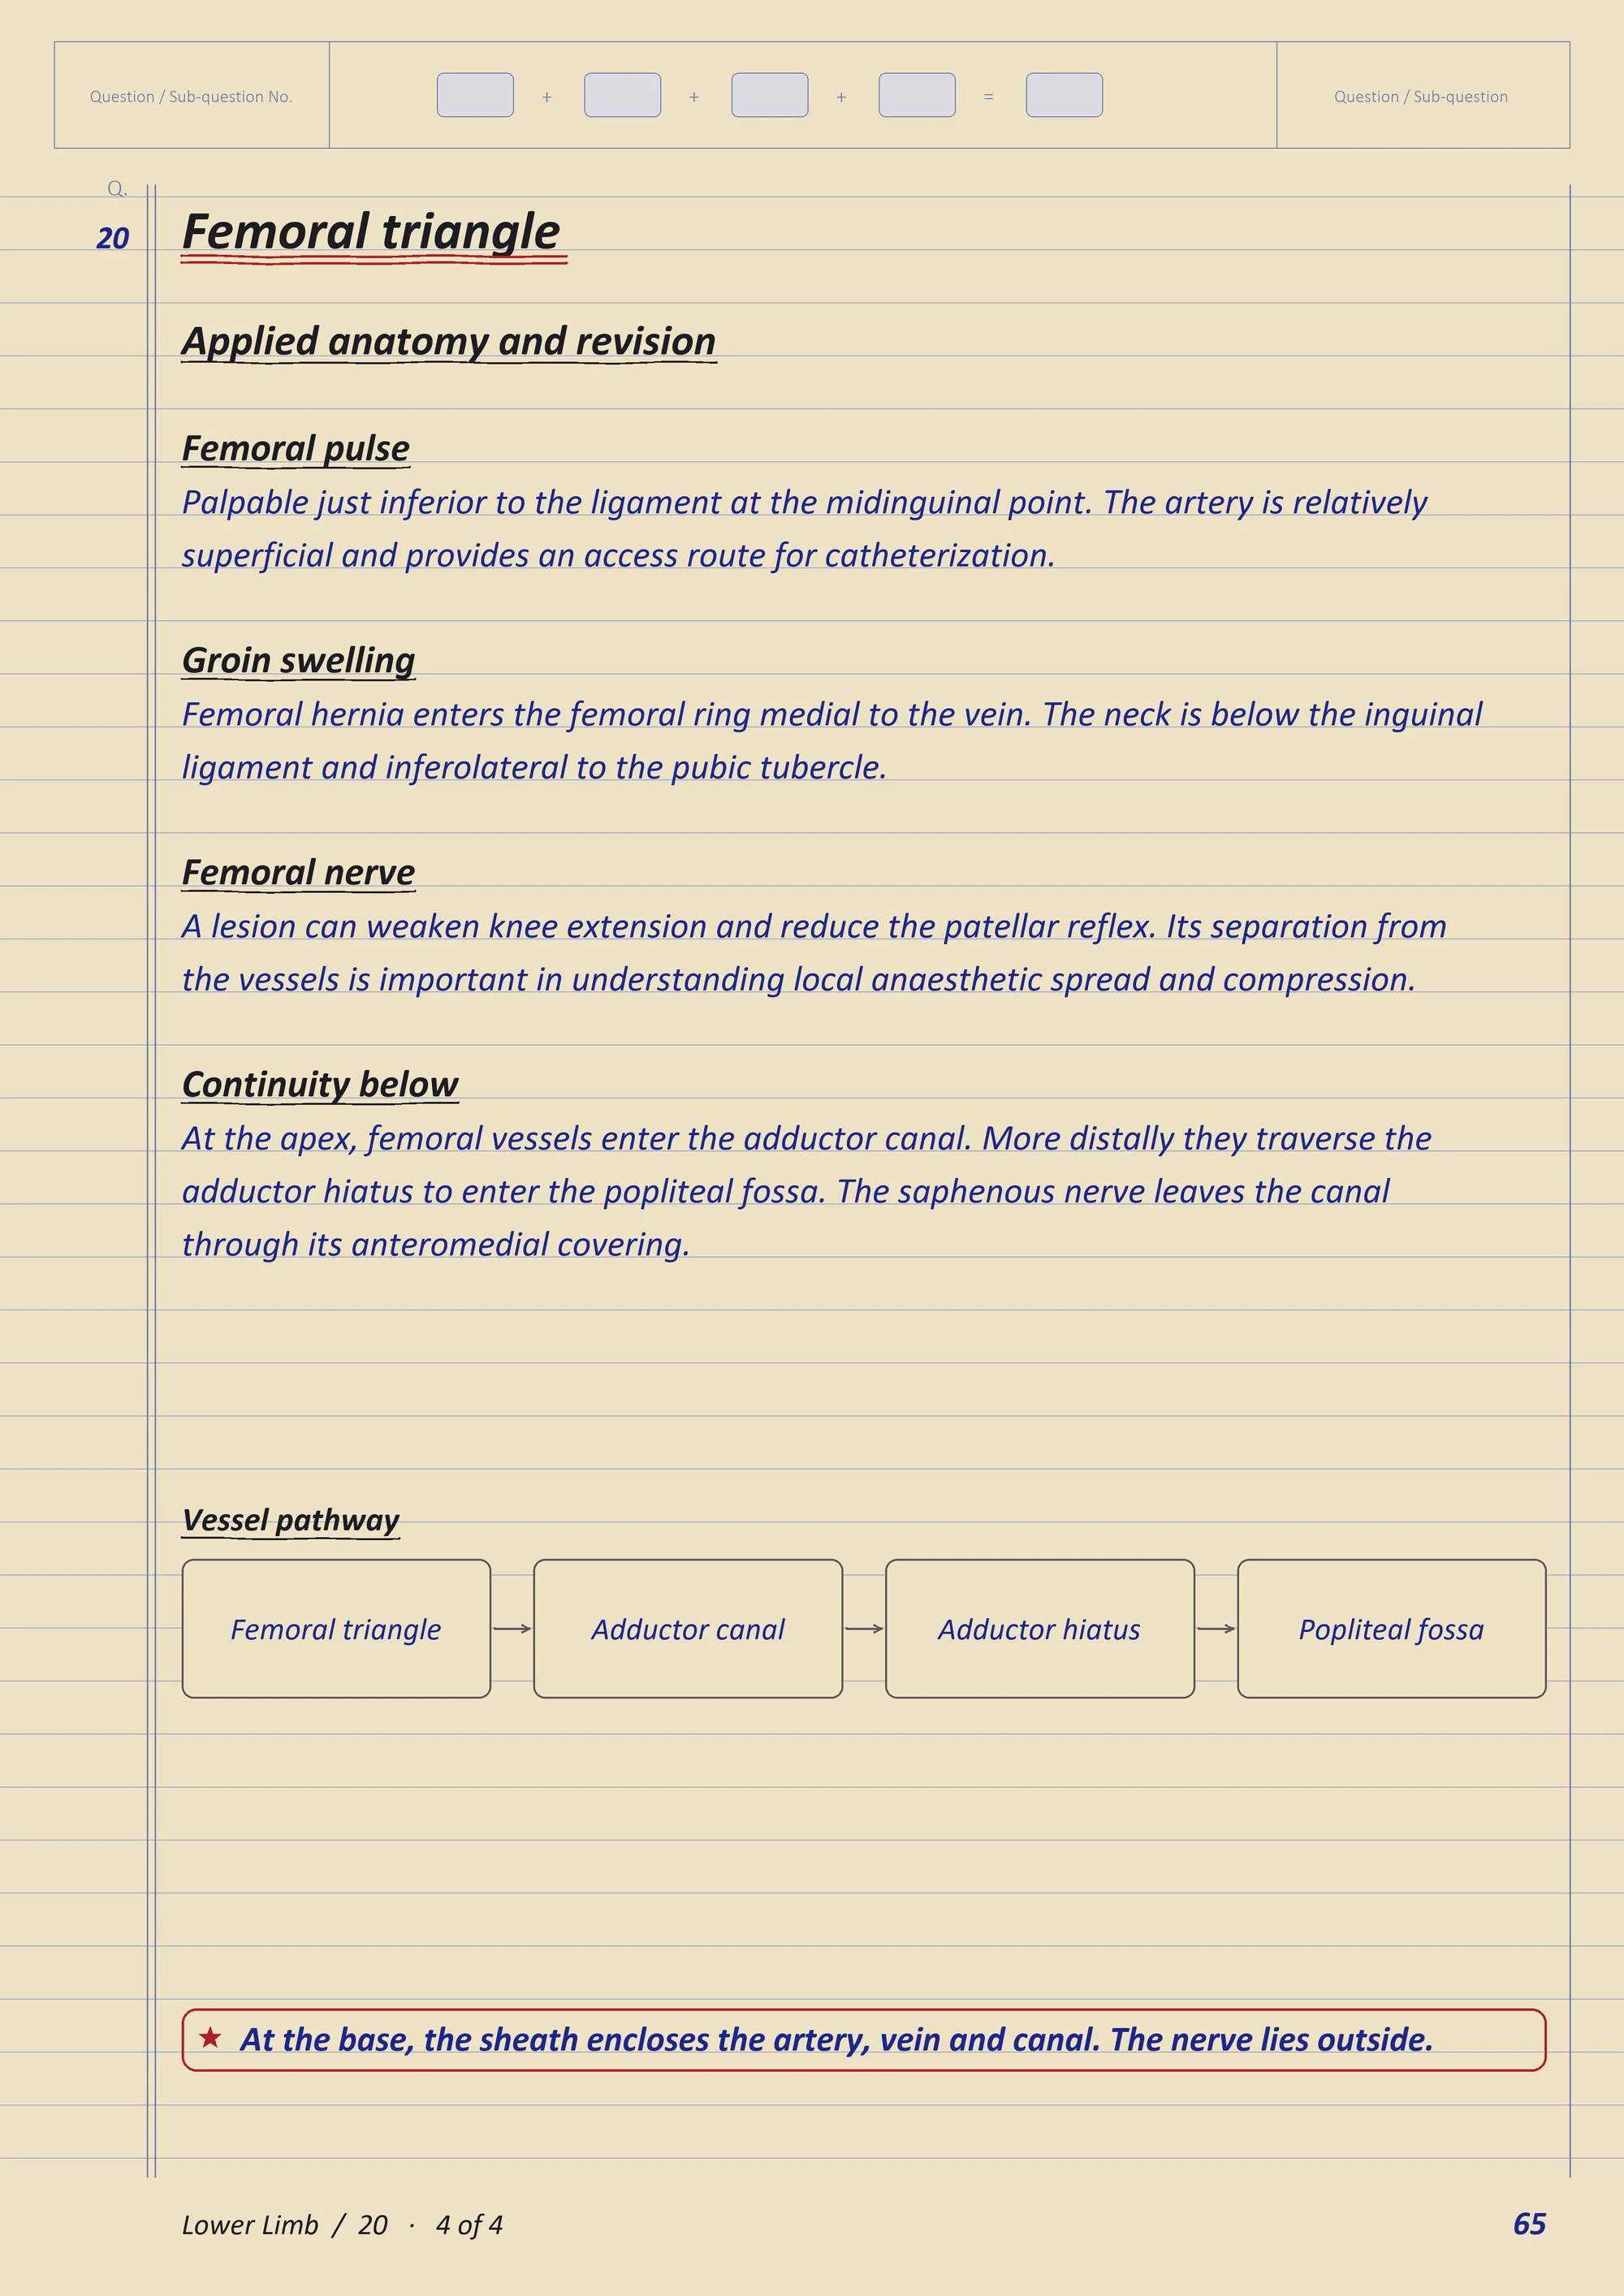 Question / Sub-question No.
+ + + =
Question / Sub-question
Q.
20
Femoral triangle
Applied anatomy and revision
Femoral pulse
Palpable just inferior to the ligament at the midinguinal point. The artery is relatively
superficial and provides an access route for catheterization.
Groin swelling
Femoral hernia enters the femoral ring medial to the vein. The neck is below the inguinal
ligament and inferolateral to the pubic tubercle.
Femoral nerve
A lesion can weaken knee extension and reduce the patellar reflex. Its separation from
the vessels is important in understanding local anaesthetic spread and compression.
Continuity below
At the apex, femoral vessels enter the adductor canal. More distally they traverse the
adductor hiatus to enter the popliteal fossa. The saphenous nerve leaves the canal
through its anteromedial covering.
Vessel pathway
Femoral triangle
Adductor canal
Adductor hiatus
Popliteal fossa
★ At the base, the sheath encloses the artery, vein and canal. The nerve lies outside.
Lower Limb / 20 · 4 of 4
65